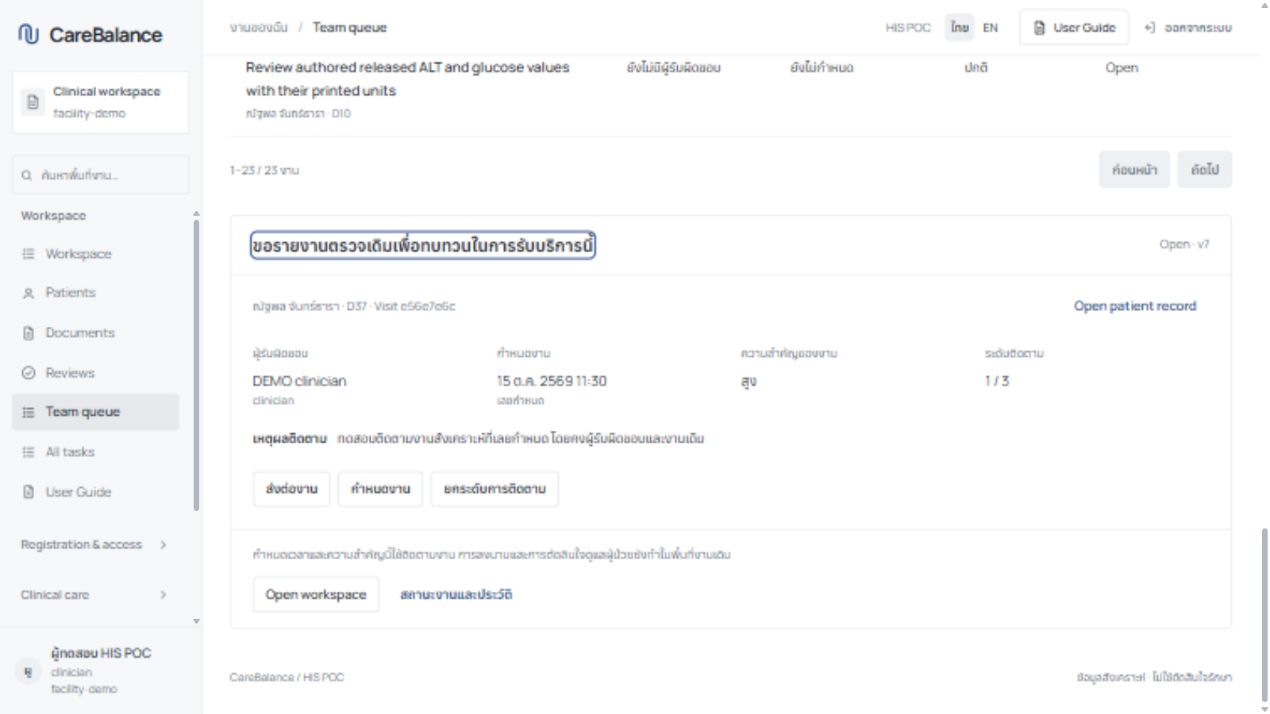 CareBalance
Clinical workspace
facility-demo
ค้นหาพื้นที่งาน...
Workspace
Workspace
Patients
Documents
Reviews
Team queue
All tasks
User Guide
Registration & access
Clinical care
ผู้ทดสอบ HIS POC
clinician
facility-demo
งานของฉัน / Team queue
HIS POC ไทย EN User Guide ออกจากระบบ
Review authored released ALT and glucose values with their printed units
ณัฐพล จันทร์ธารา · D10
ยังไม่มีผู้รับผิดชอบ ยังไม่กำหนด ปกติ Open
1–23 / 23 งาน
ก่อนหน้า ถัดไป
ขอรายงานตรวจเดิมเพื่อทบทวนในการรับบริการนี้ Open · v7
ณัฐพล จันทร์ธารา · D37 · Visit e56e7e6c Open patient record
ผู้รับผิดชอบ กำหนดงาน ความสำคัญของงาน ระดับติดตาม
DEMO clinician 15 ต.ค. 2569 11:30 สูง 1 / 3
clinician เลยกำหนด
เหตุผลติดตาม ทดสอบติดตามงานสังเคราะห์ที่เลยกำหนด โดยคงผู้รับผิดชอบและงานเดิม
ส่งต่องาน กำหนดงาน ยกระดับการติดตาม
กำหนดเวลาและความสำคัญนี้ใช้ติดตามงาน การลงนามและการตัดสินใจดูแลผู้ป่วยยังทำในพื้นที่งานเดิม
Open workspace สถานะงานและประวัติ
CareBalance / HIS POC ข้อมูลสังเคราะห์ · ไม่ใช้ตัดสินใจรักษา